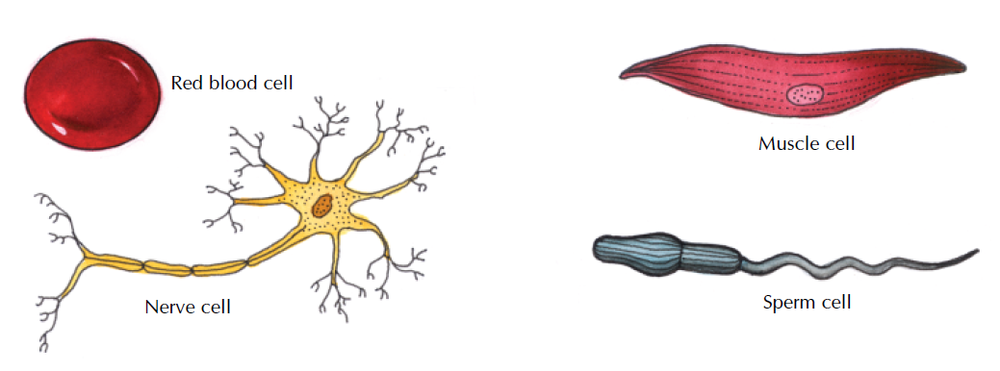 Red blood cell
Muscle cell
Nerve cell
Sperm cell